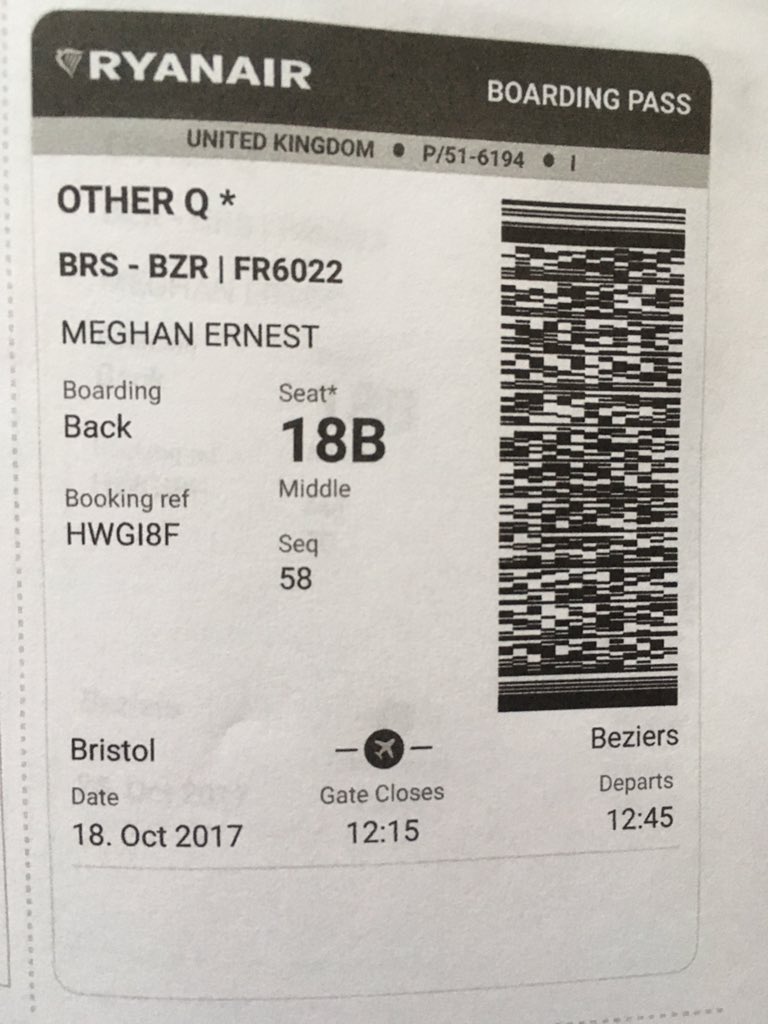 RYANAIR
BOARDING PASS
UNITED KINGDOM • P/51-6194 • I
OTHER Q *
BRS - BZR | FR6022
MEGHAN ERNEST
Boarding
Back
Seat*
18B
Middle
Booking ref
HWGI8F
Seq
58
Bristol
Beziers
Date
18. Oct 2017
Gate Closes
12:15
Departs
12:45